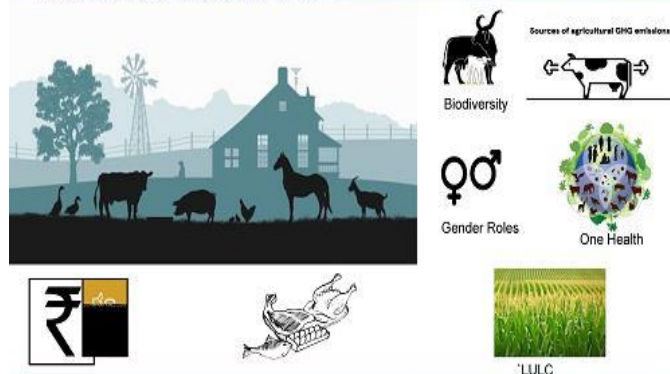 Sources of agricultural GHG emissions
Biodiversity
Gender Roles
One Health
₹
'LULC